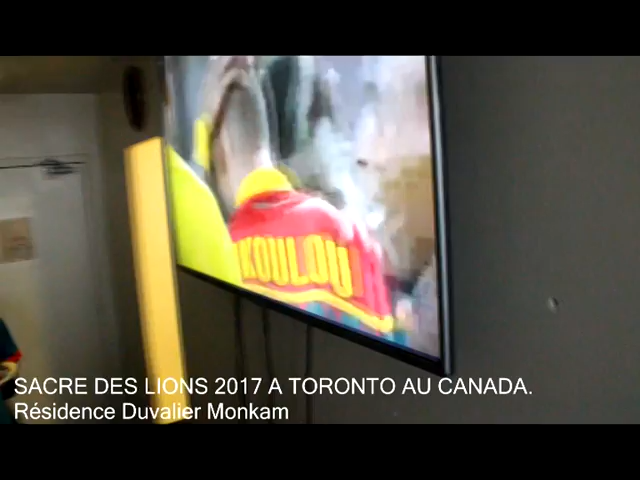 KOULOU
SACRE DES LIONS 2017 A TORONTO AU CANADA.
Résidence Duvalier Monkam